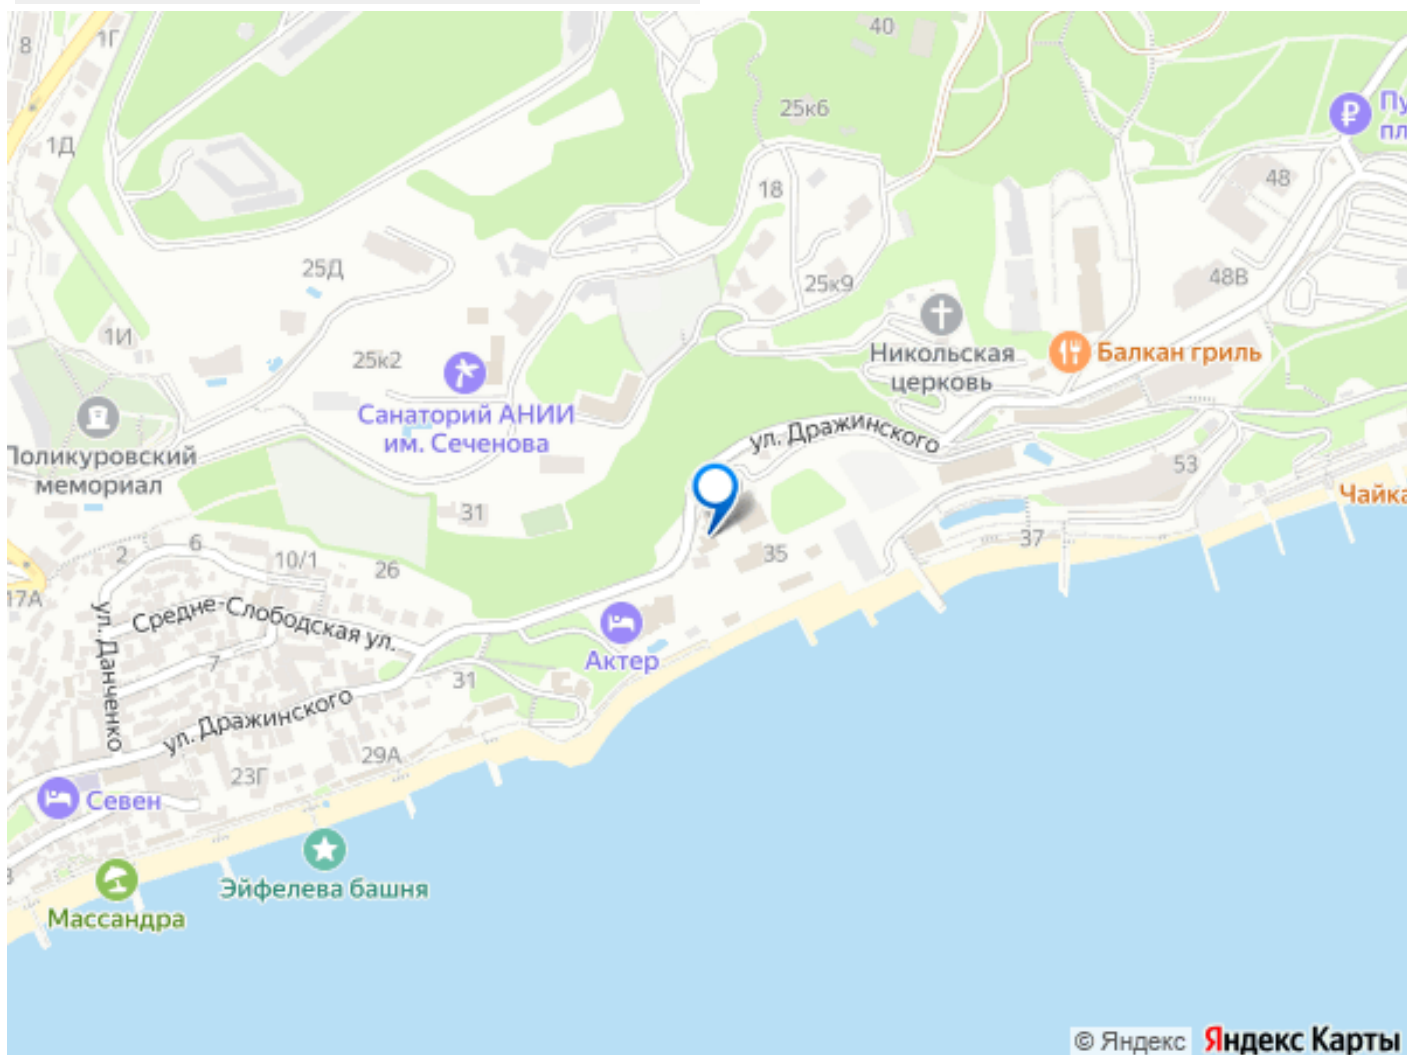 40
8
1Г
Пу
пл
25к6
1Д
18
48
25Д
25к9
48В
1И
Никольская
церковь
Балкан гриль
25к2
Санаторий АНИИ
им. Сеченова
ул. Дражинского
Поликуровский
мемориал
53
Чайка
31
35
37
2
6
10/1
26
17А
ул. Данченко
Средне-Слободская ул.
7
Актер
31
ул. Дражинского
29А
23Г
Севен
Эйфелева башня
Массандра
© Яндекс Яндекс Карты